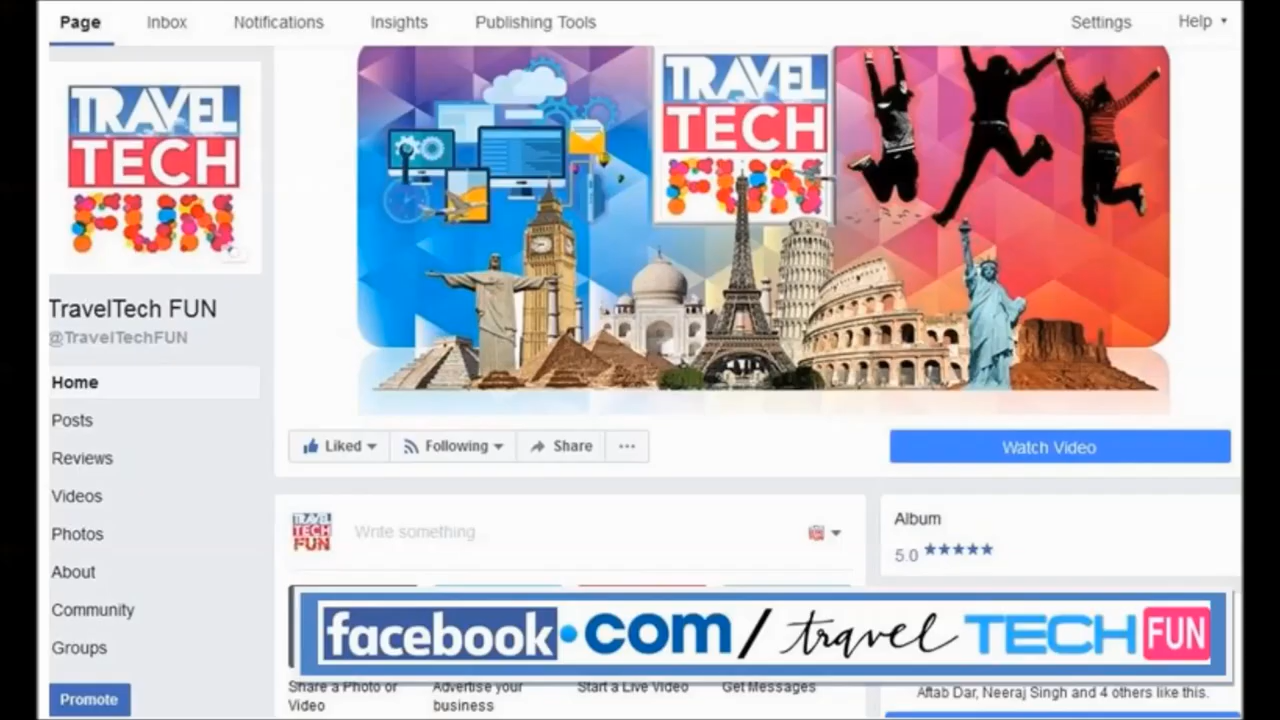 Page Inbox Notifications Insights Publishing Tools Settings Help
TRAVEL
TECH
FUN
TRAVEL
TECH
FUN
TravelTech FUN
@TravelTechFUN
Home
Posts
Reviews
Videos
Photos
About
Community
Groups
Promote
Liked Following Share ...
Watch Video
TRAVEL
TECH
FUN
Write something
Album
5.0 ★★★★★
facebook.com/travel TECH FUN
Share a Photo or Video
Advertise your business
Start a Live Video
Get Messages
Aftab Dar, Neeraj Singh and 4 others like this.